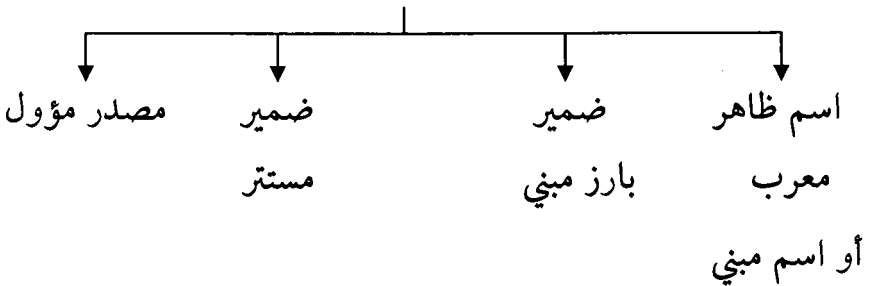 اسم ظاهر
معرب
أو اسم مبني
ضمير
بارز مبني
ضمير
مستتر
مصدر مؤول